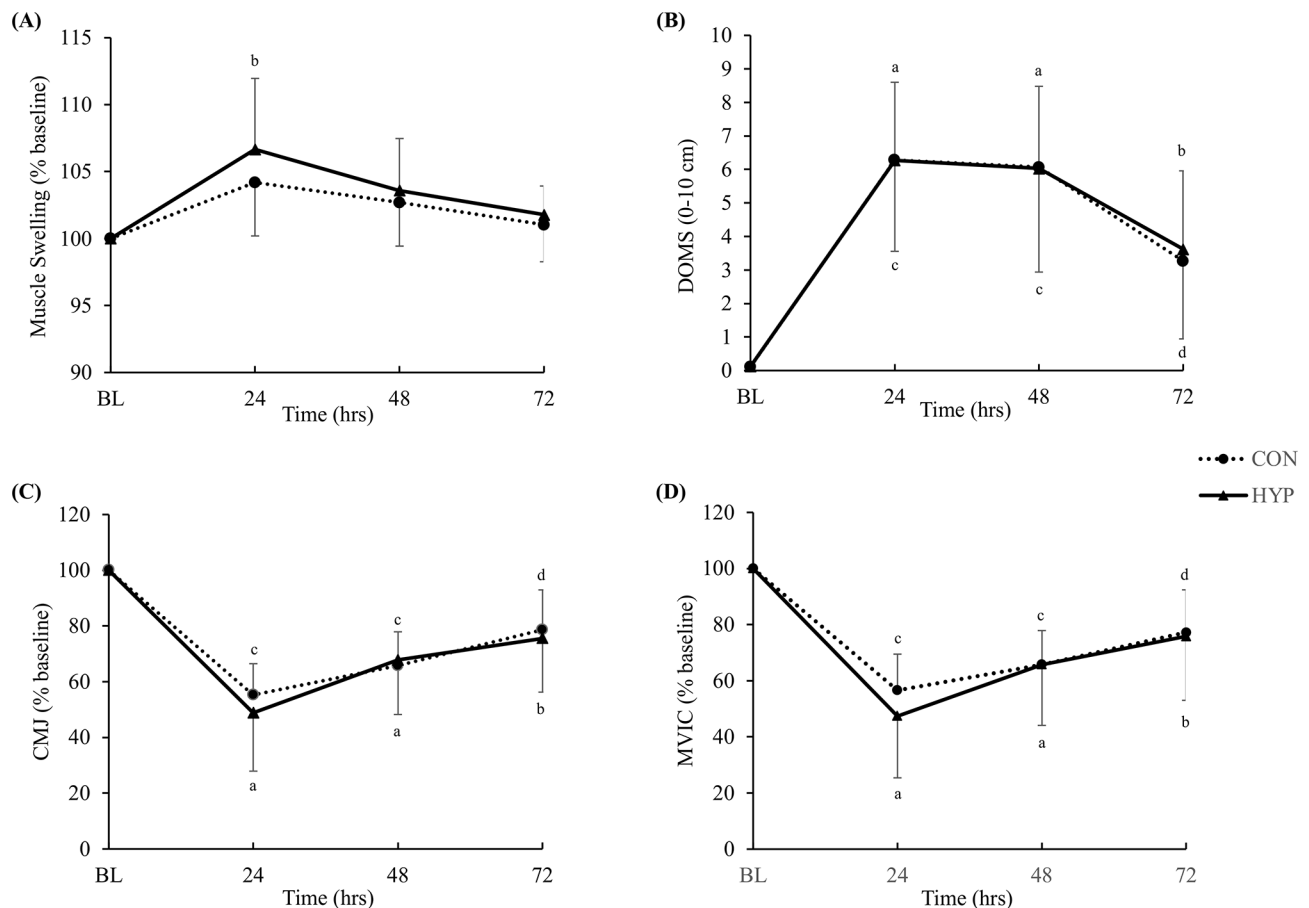 (A)
Muscle Swelling (% baseline)
115
110
105
100
95
90
b
BL 24 48 72
Time (hrs)
(B)
DOMS (0-10 cm)
10
9
8
7
6
5
4
3
2
1
0
a a b
c c d
BL 24 48 72
Time (hrs)
CON
HYP
(C)
CMJ (% baseline)
120
100
80
60
40
20
0
c c d
a a b
BL 24 48 72
Time (hrs)
(D)
MVIC (% baseline)
120
100
80
60
40
20
0
c c d
a a b
BL 24 48 72
Time (hrs)